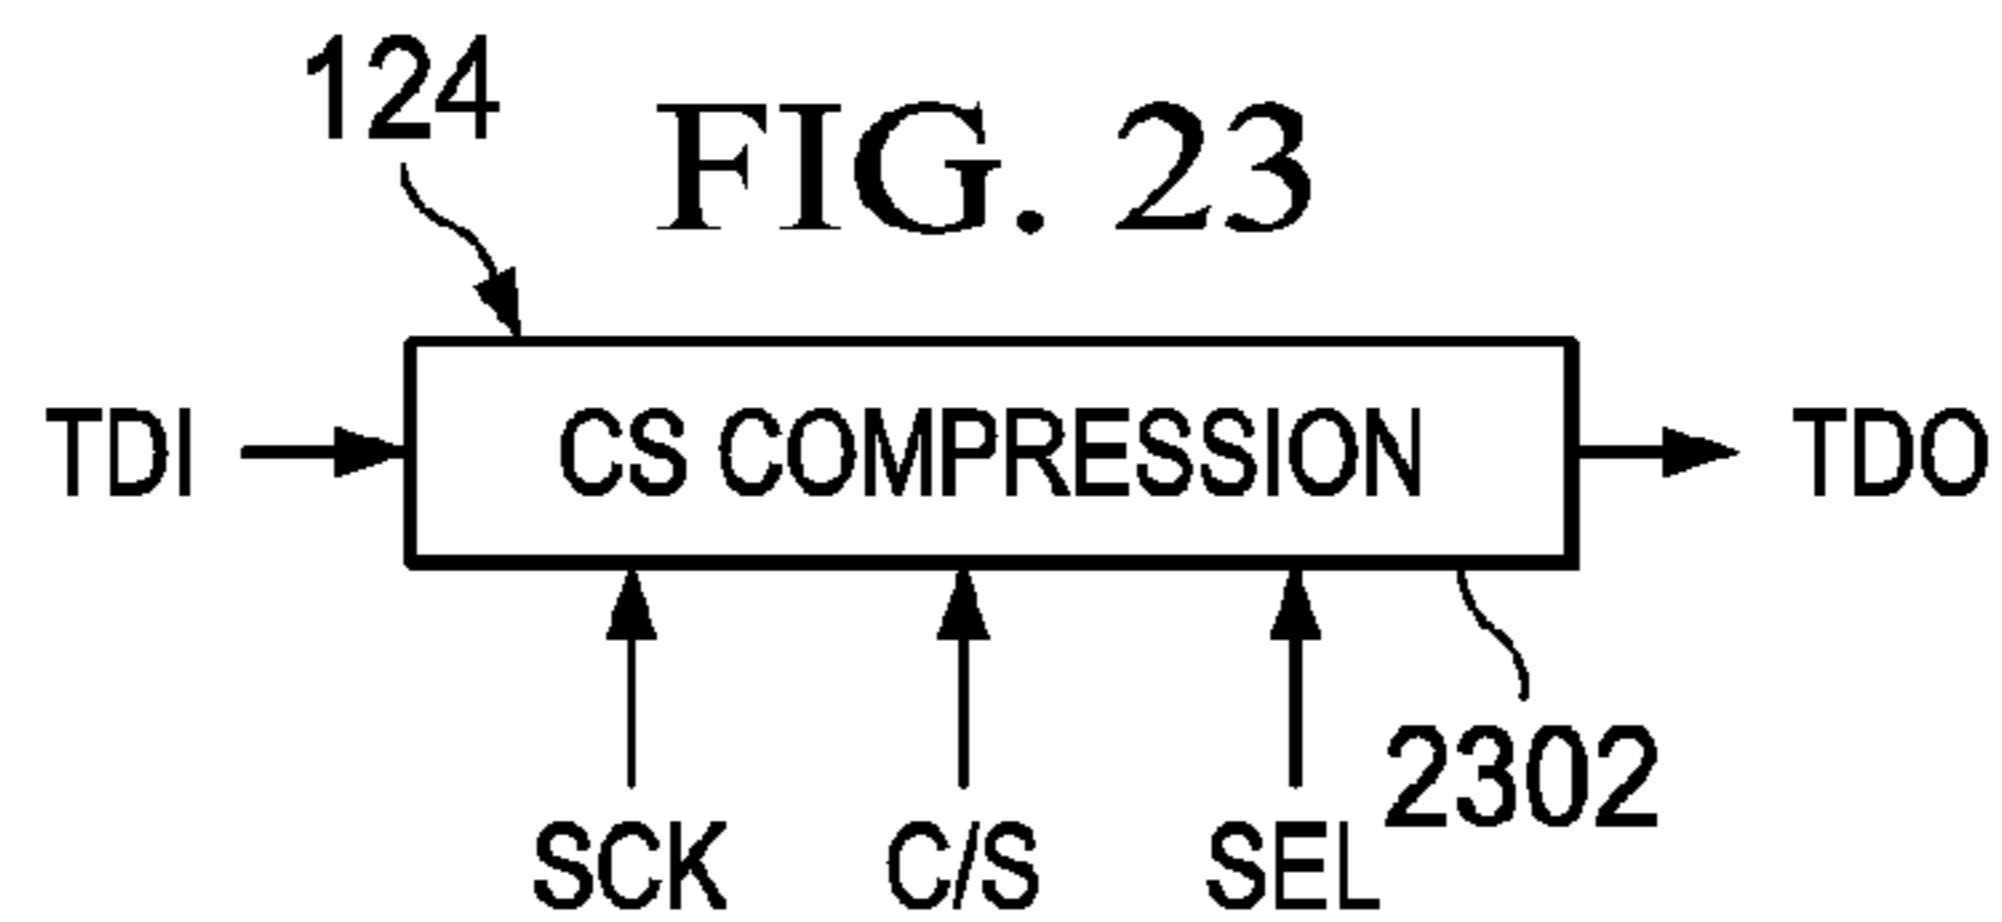 124
FIG. 23
TDI
CS COMPRESSION
TDO
SCK
C/S
SEL
2302